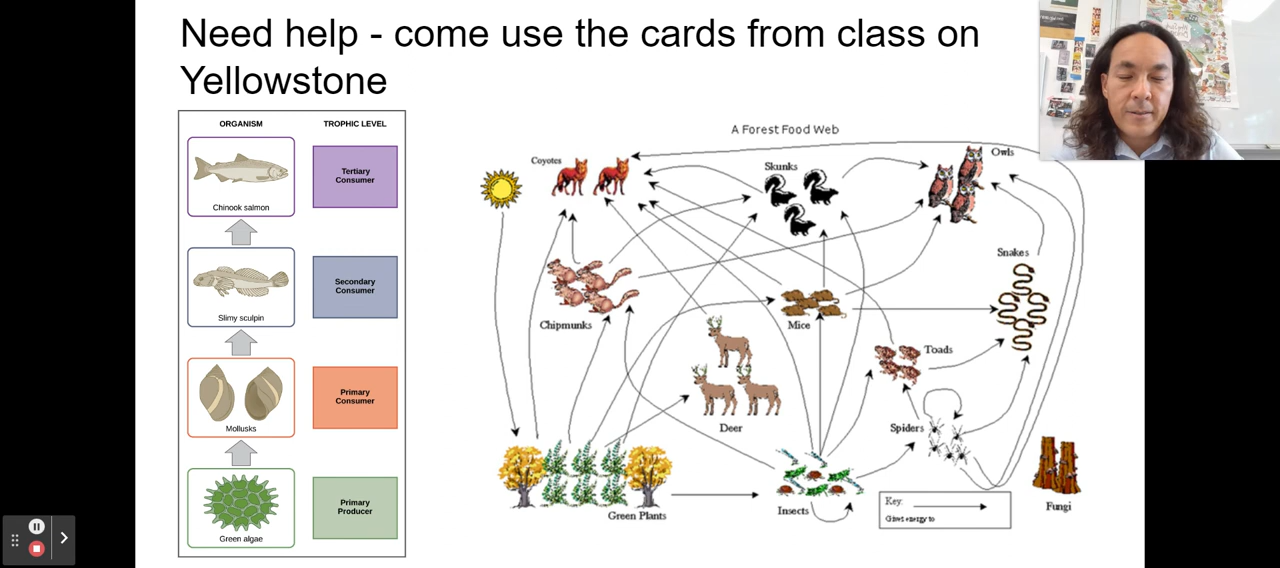 Need help - come use the cards from class on
Yellowstone
ORGANISM
TROPHIC LEVEL
Chinook salmon
Tertiary
Consumer
Slimy sculpin
Secondary
Consumer
Mollusks
Primary
Consumer
Green algae
Primary
Producer
A Forest Food Web
Coyotes
Skunks
Owls
Snakes
Chipmunks
Mice
Toads
Deer
Spiders
Green Plants
Insects
Key:
Gives energy to
Fungi